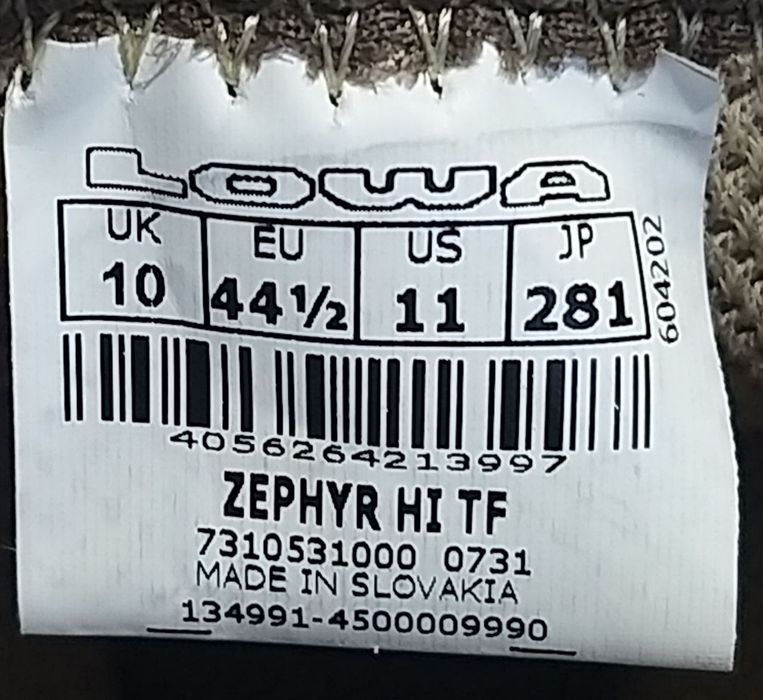 LOWA
UK EU US JP
10 44½ 11 281
604202
4056264213997
ZEPHYR HI TF
7310531000 0731
MADE IN SLOVAKIA
134991-4500009990